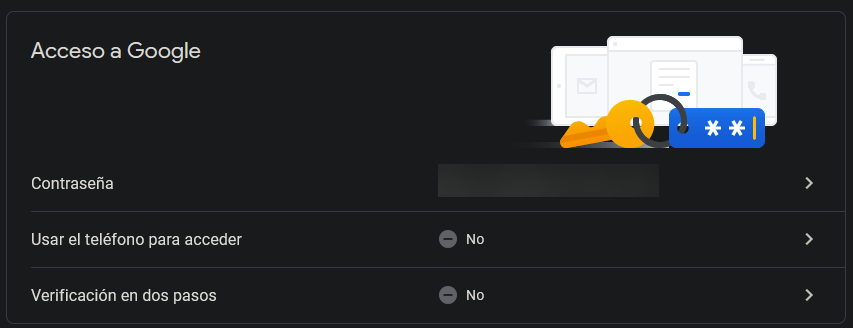 Acceso a Google
**
Contraseña
Usar el teléfono para acceder No
Verificación en dos pasos No